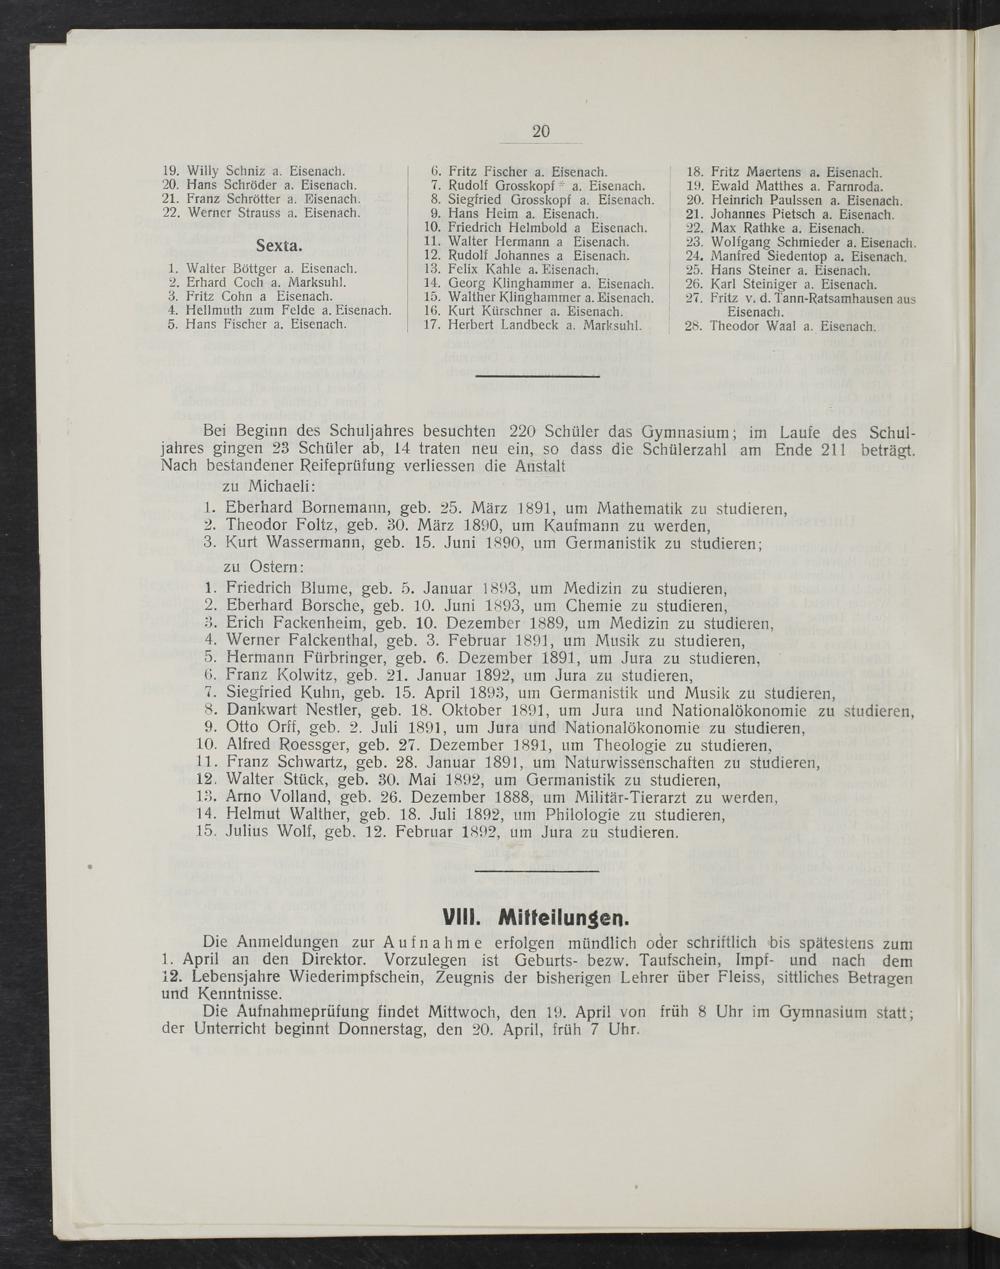 20
19. Willy Schniz a. Eisenach.
20. Hans Schröder a. Eisenach.
21. Franz Schrötter a. Eisenach.
22. Werner Strauss a. Eisenach.
Sexta.
1. Walter Böttger a. Eisenach.
2. Erhard Coch a. Marksuhl.
3. Fritz Cohn a Eisenach.
4. Hellmuth zum Felde a. Eisenach.
5. Hans Fischer a. Eisenach.
6. Fritz Fischer a. Eisenach.
7. Rudolf Grosskopf * a. Eisenach.
8. Siegfried Grosskopf a. Eisenach.
9. Hans Heim a. Eisenach.
10. Friedrich Helmbold a Eisenach.
11. Walter Hermann a Eisenach.
12. Rudolf Johannes a Eisenach.
13. Felix Kahle a. Eisenach.
14. Georg Klinghammer a. Eisenach.
15. Walther Klinghammer a. Eisenach.
16. Kurt Kürschner a. Eisenach.
17. Herbert Landbeck a. Marksuhl.
18. Fritz Maertens a. Eisenach.
19. Ewald Matthes a. Farnroda.
20. Heinrich Paulssen a. Eisenach.
21. Johannes Pietsch a. Eisenach.
22. Max Rathke a. Eisenach.
23. Wolfgang Schmieder a. Eisenach.
24. Manfred Siedentop a. Eisenach.
25. Hans Steiner a. Eisenach.
26. Karl Steiniger a. Eisenach.
27. Fritz v. d. Tann-Ratsamhausen aus
Eisenach.
28. Theodor Waal a. Eisenach.
Bei Beginn des Schuljahres besuchten 220 Schüler das Gymnasium; im Laufe des Schul-
jahres gingen 23 Schüler ab, 14 traten neu ein, so dass die Schülerzahl am Ende 211 beträgt.
Nach bestandener Reifeprüfung verliessen die Anstalt
zu Michaeli:
1. Eberhard Bornemann, geb. 25. März 1891, um Mathematik zu studieren,
2. Theodor Foltz, geb. 30. März 1890, um Kaufmann zu werden,
3. Kurt Wassermann, geb. 15. Juni 1890, um Germanistik zu studieren;
zu Ostern:
1. Friedrich Blume, geb. 5. Januar 1893, um Medizin zu studieren,
2. Eberhard Borsche, geb. 10. Juni 1893, um Chemie zu studieren,
3. Erich Fackenheim, geb. 10. Dezember 1889, um Medizin zu studieren,
4. Werner Falckenthal, geb. 3. Februar 1891, um Musik zu studieren,
5. Hermann Fürbringer, geb. 6. Dezember 1891, um Jura zu studieren,
6. Franz Kolwitz, geb. 21. Januar 1892, um Jura zu studieren,
7. Siegfried Kuhn, geb. 15. April 1893, um Germanistik und Musik zu studieren,
8. Dankwart Nestler, geb. 18. Oktober 1891, um Jura und Nationalökonomie zu studieren,
9. Otto Orff, geb. 2. Juli 1891, um Jura und Nationalökonomie zu studieren,
10. Alfred Roessger, geb. 27. Dezember 1891, um Theologie zu studieren,
11. Franz Schwartz, geb. 28. Januar 1891, um Naturwissenschaften zu studieren,
12. Walter Stück, geb. 30. Mai 1892, um Germanistik zu studieren,
13. Arno Volland, geb. 26. Dezember 1888, um Militär-Tierarzt zu werden,
14. Helmut Walther, geb. 18. Juli 1892, um Philologie zu studieren,
15. Julius Wolf, geb. 12. Februar 1892, um Jura zu studieren.
VIII. Mitteilungen.
Die Anmeldungen zur Aufnahme erfolgen mündlich oder schriftlich bis spätestens zum
1. April an den Direktor. Vorzulegen ist Geburts- bezw. Taufschein, Impf- und nach dem
12. Lebensjahre Wiederimpfschein, Zeugnis der bisherigen Lehrer über Fleiss, sittliches Betragen
und Kenntnisse.
Die Aufnahmeprüfung findet Mittwoch, den 19. April von früh 8 Uhr im Gymnasium statt;
der Unterricht beginnt Donnerstag, den 20. April, früh 7 Uhr.